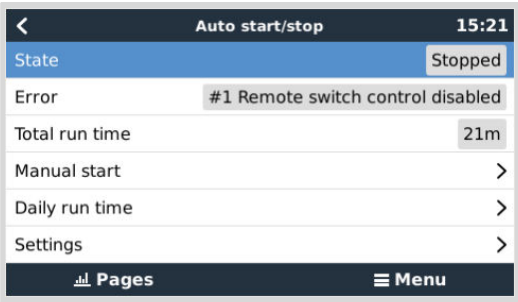 Auto start/stop 15:21
State Stopped
Error #1 Remote switch control disabled
Total run time 21m
Manual start
Daily run time
Settings
Pages Menu